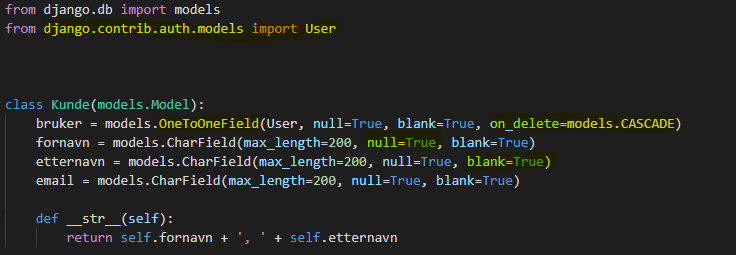 from django.db import models
from django.contrib.auth.models import User
class Kunde(models.Model):
bruker = models.OneToOneField(User, null=True, blank=True, on_delete=models.CASCADE)
fornavn = models.CharField(max_length=200, null=True, blank=True)
etternavn = models.CharField(max_length=200, null=True, blank=True)
email = models.CharField(max_length=200, null=True, blank=True)
def __str__(self):
return self.fornavn + ', ' + self.etternavn